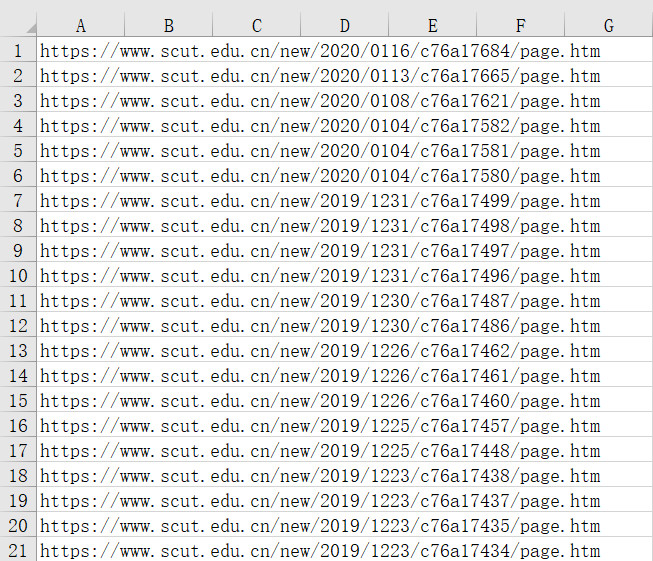 A B C D E F G
1 https://www.scut.edu.cn/new/2020/0116/c76a17684/page.htm
2 https://www.scut.edu.cn/new/2020/0113/c76a17665/page.htm
3 https://www.scut.edu.cn/new/2020/0108/c76a17621/page.htm
4 https://www.scut.edu.cn/new/2020/0104/c76a17582/page.htm
5 https://www.scut.edu.cn/new/2020/0104/c76a17581/page.htm
6 https://www.scut.edu.cn/new/2020/0104/c76a17580/page.htm
7 https://www.scut.edu.cn/new/2019/1231/c76a17499/page.htm
8 https://www.scut.edu.cn/new/2019/1231/c76a17498/page.htm
9 https://www.scut.edu.cn/new/2019/1231/c76a17497/page.htm
10 https://www.scut.edu.cn/new/2019/1231/c76a17496/page.htm
11 https://www.scut.edu.cn/new/2019/1230/c76a17487/page.htm
12 https://www.scut.edu.cn/new/2019/1230/c76a17486/page.htm
13 https://www.scut.edu.cn/new/2019/1226/c76a17462/page.htm
14 https://www.scut.edu.cn/new/2019/1226/c76a17461/page.htm
15 https://www.scut.edu.cn/new/2019/1226/c76a17460/page.htm
16 https://www.scut.edu.cn/new/2019/1225/c76a17457/page.htm
17 https://www.scut.edu.cn/new/2019/1225/c76a17448/page.htm
18 https://www.scut.edu.cn/new/2019/1223/c76a17438/page.htm
19 https://www.scut.edu.cn/new/2019/1223/c76a17437/page.htm
20 https://www.scut.edu.cn/new/2019/1223/c76a17435/page.htm
21 https://www.scut.edu.cn/new/2019/1223/c76a17434/page.htm